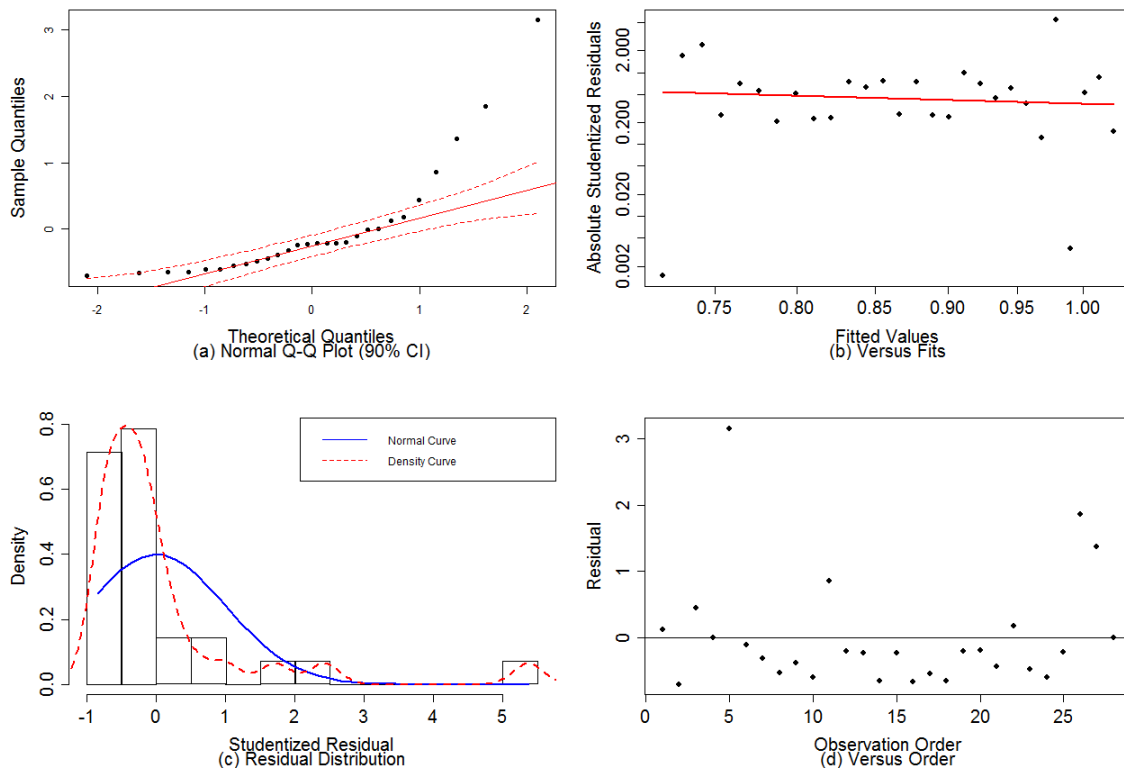 Sample Quantiles
3
2
1
0
-2
-1
0
1
2
Theoretical Quantiles
(a) Normal Q-Q Plot (90% CI)
Absolute Studentized Residuals
2.000
0.200
0.020
0.002
0.75
0.80
0.85
0.90
0.95
1.00
Fitted Values
(b) Versus Fits
Density
0.8
0.6
0.4
0.2
0.0
Normal Curve
Density Curve
-1
0
1
2
3
4
5
Studentized Residual
(c) Residual Distribution
Residual
3
2
1
0
0
5
10
15
20
25
Observation Order
(d) Versus Order